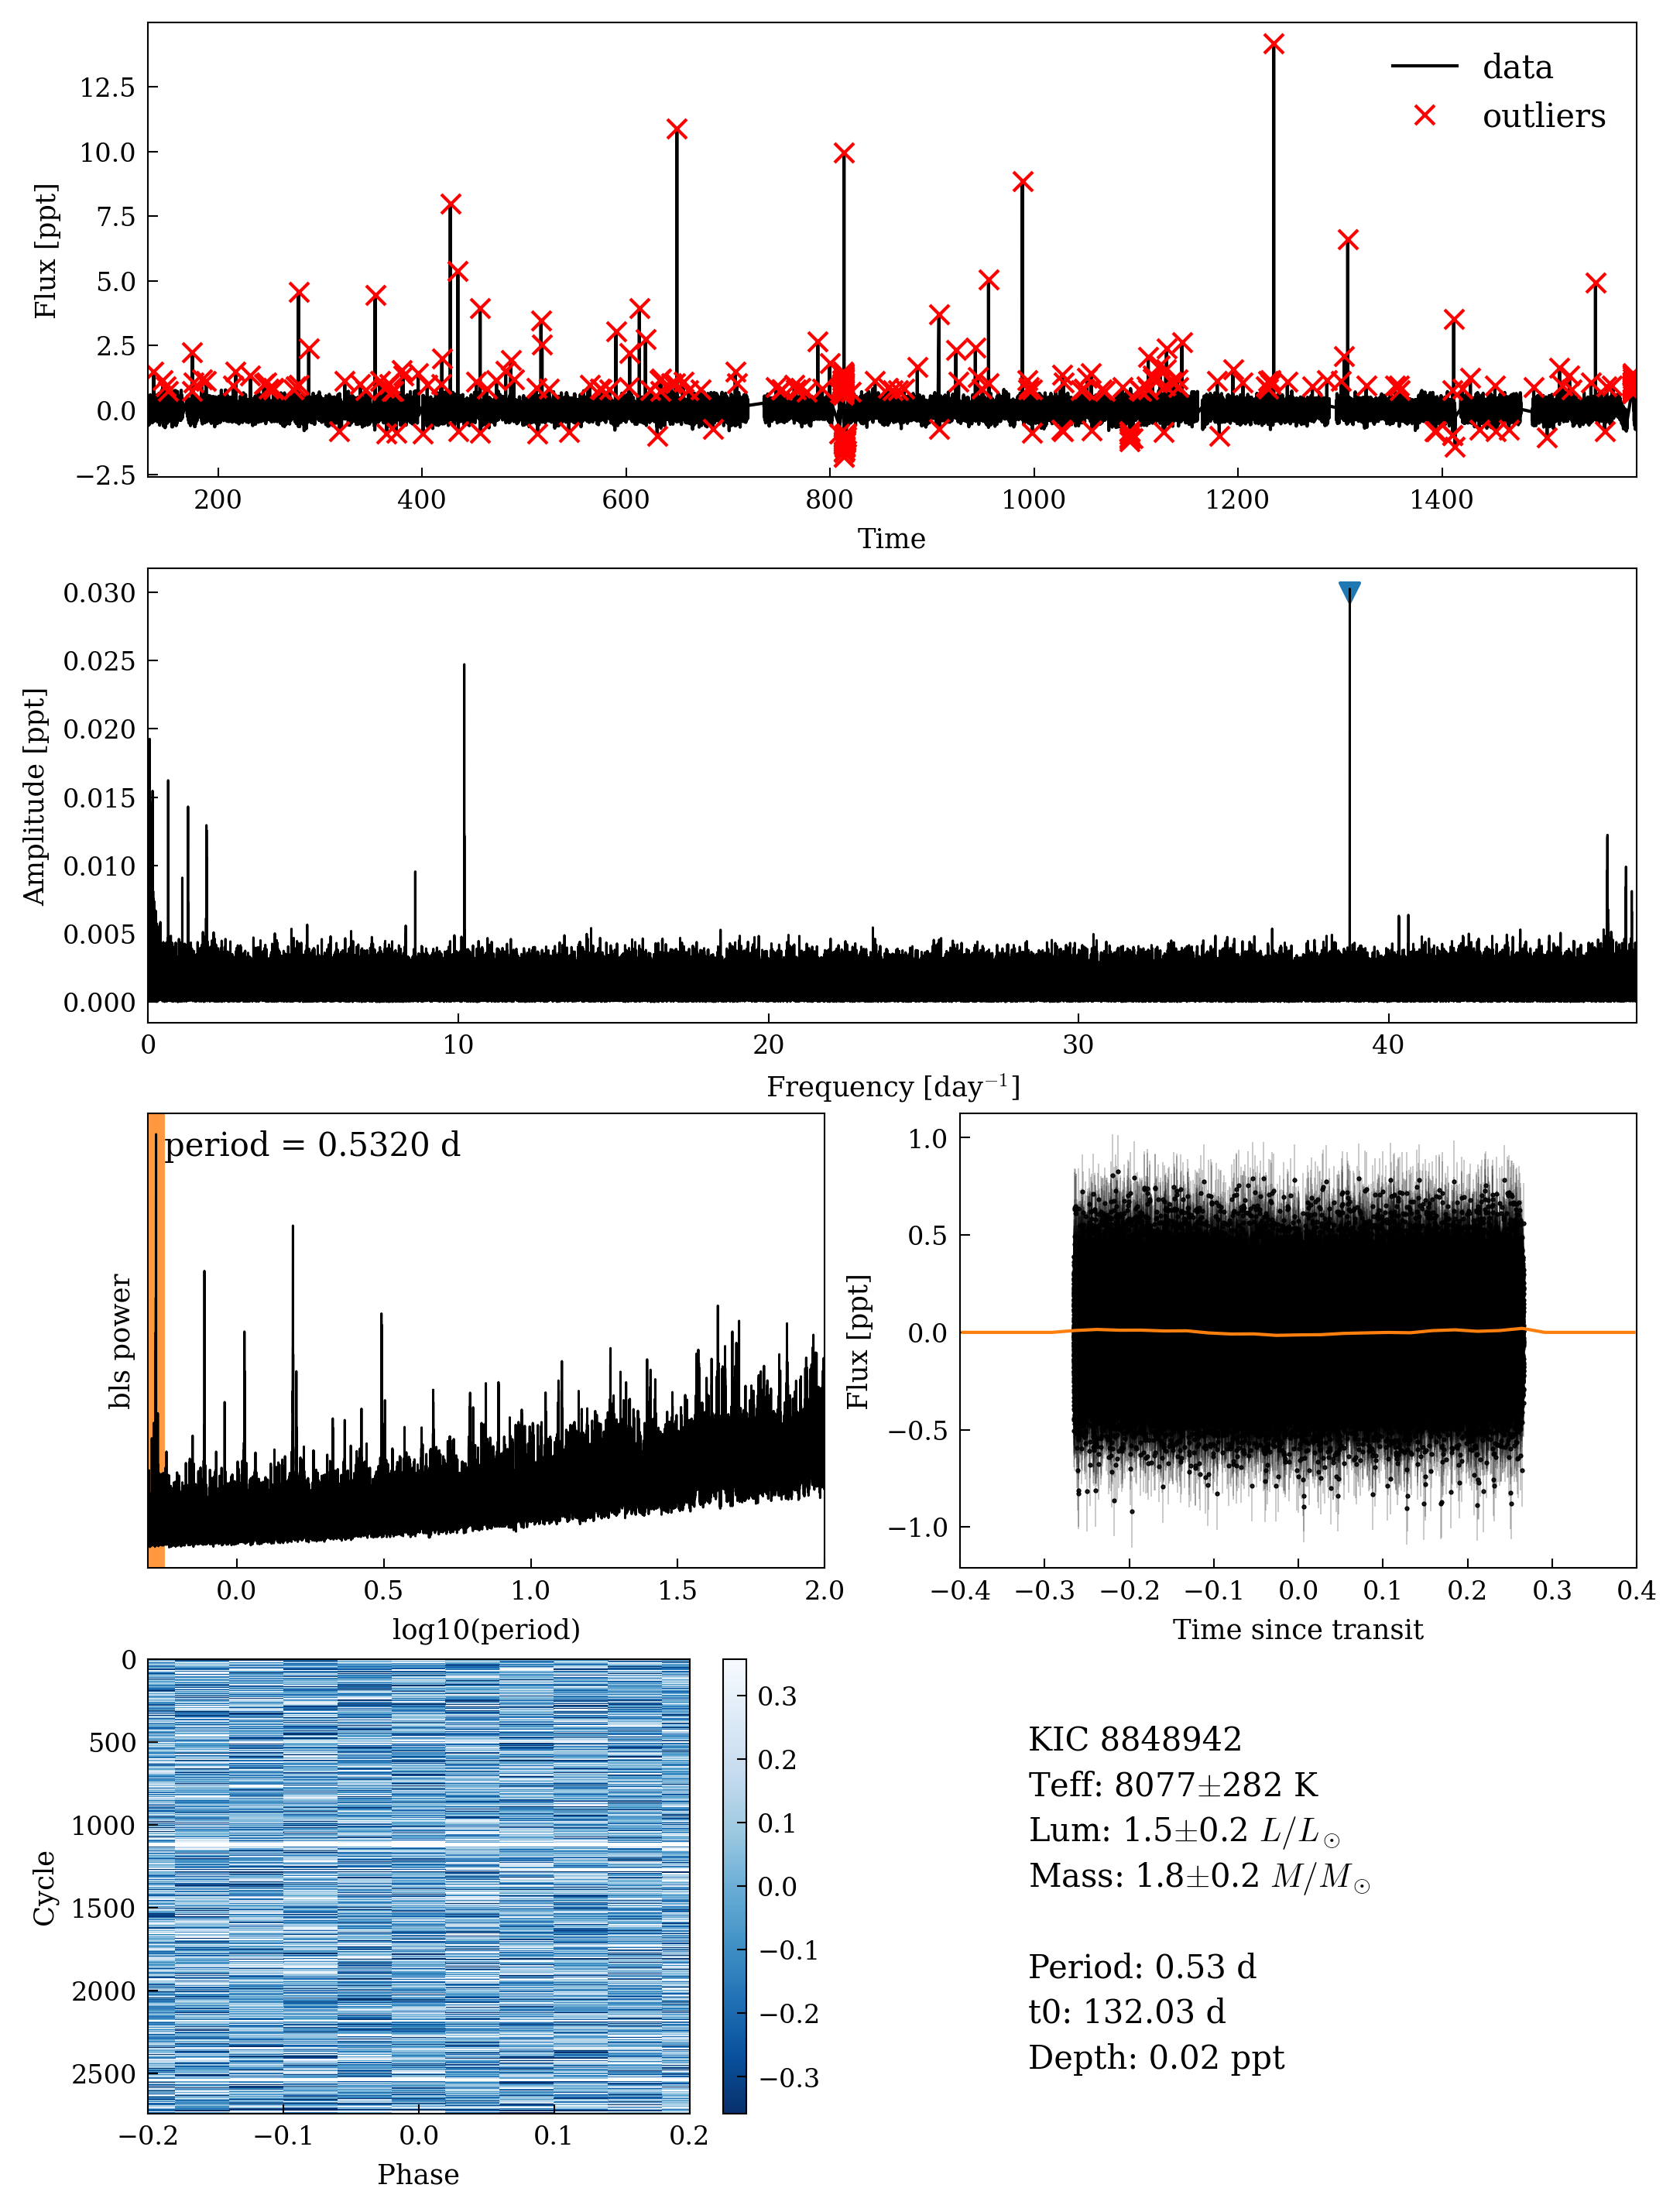 data
outliers
12.5
10.0
7.5
5.0
2.5
0.0
−2.5
Flux [ppt]
200 400 600 800 1000 1200 1400
Time
0.030
0.025
0.020
0.015
0.010
0.005
0.000
Amplitude [ppt]
0 10 20 30 40
Frequency [day⁻¹]
period = 0.5320 d
bls power
0.0 0.5 1.0 1.5 2.0
log10(period)
1.0
0.5
0.0
−0.5
−1.0
Flux [ppt]
−0.4 −0.3 −0.2 −0.1 0.0 0.1 0.2 0.3 0.4
Time since transit
0
500
1000
1500
2000
2500
Cycle
−0.2 −0.1 0.0 0.1 0.2
Phase
0.3
0.2
0.1
0.0
−0.1
−0.2
−0.3
KIC 8848942
Teff: 8077±282 K
Lum: 1.5±0.2 L/L⊙
Mass: 1.8±0.2 M/M⊙
Period: 0.53 d
t0: 132.03 d
Depth: 0.02 ppt